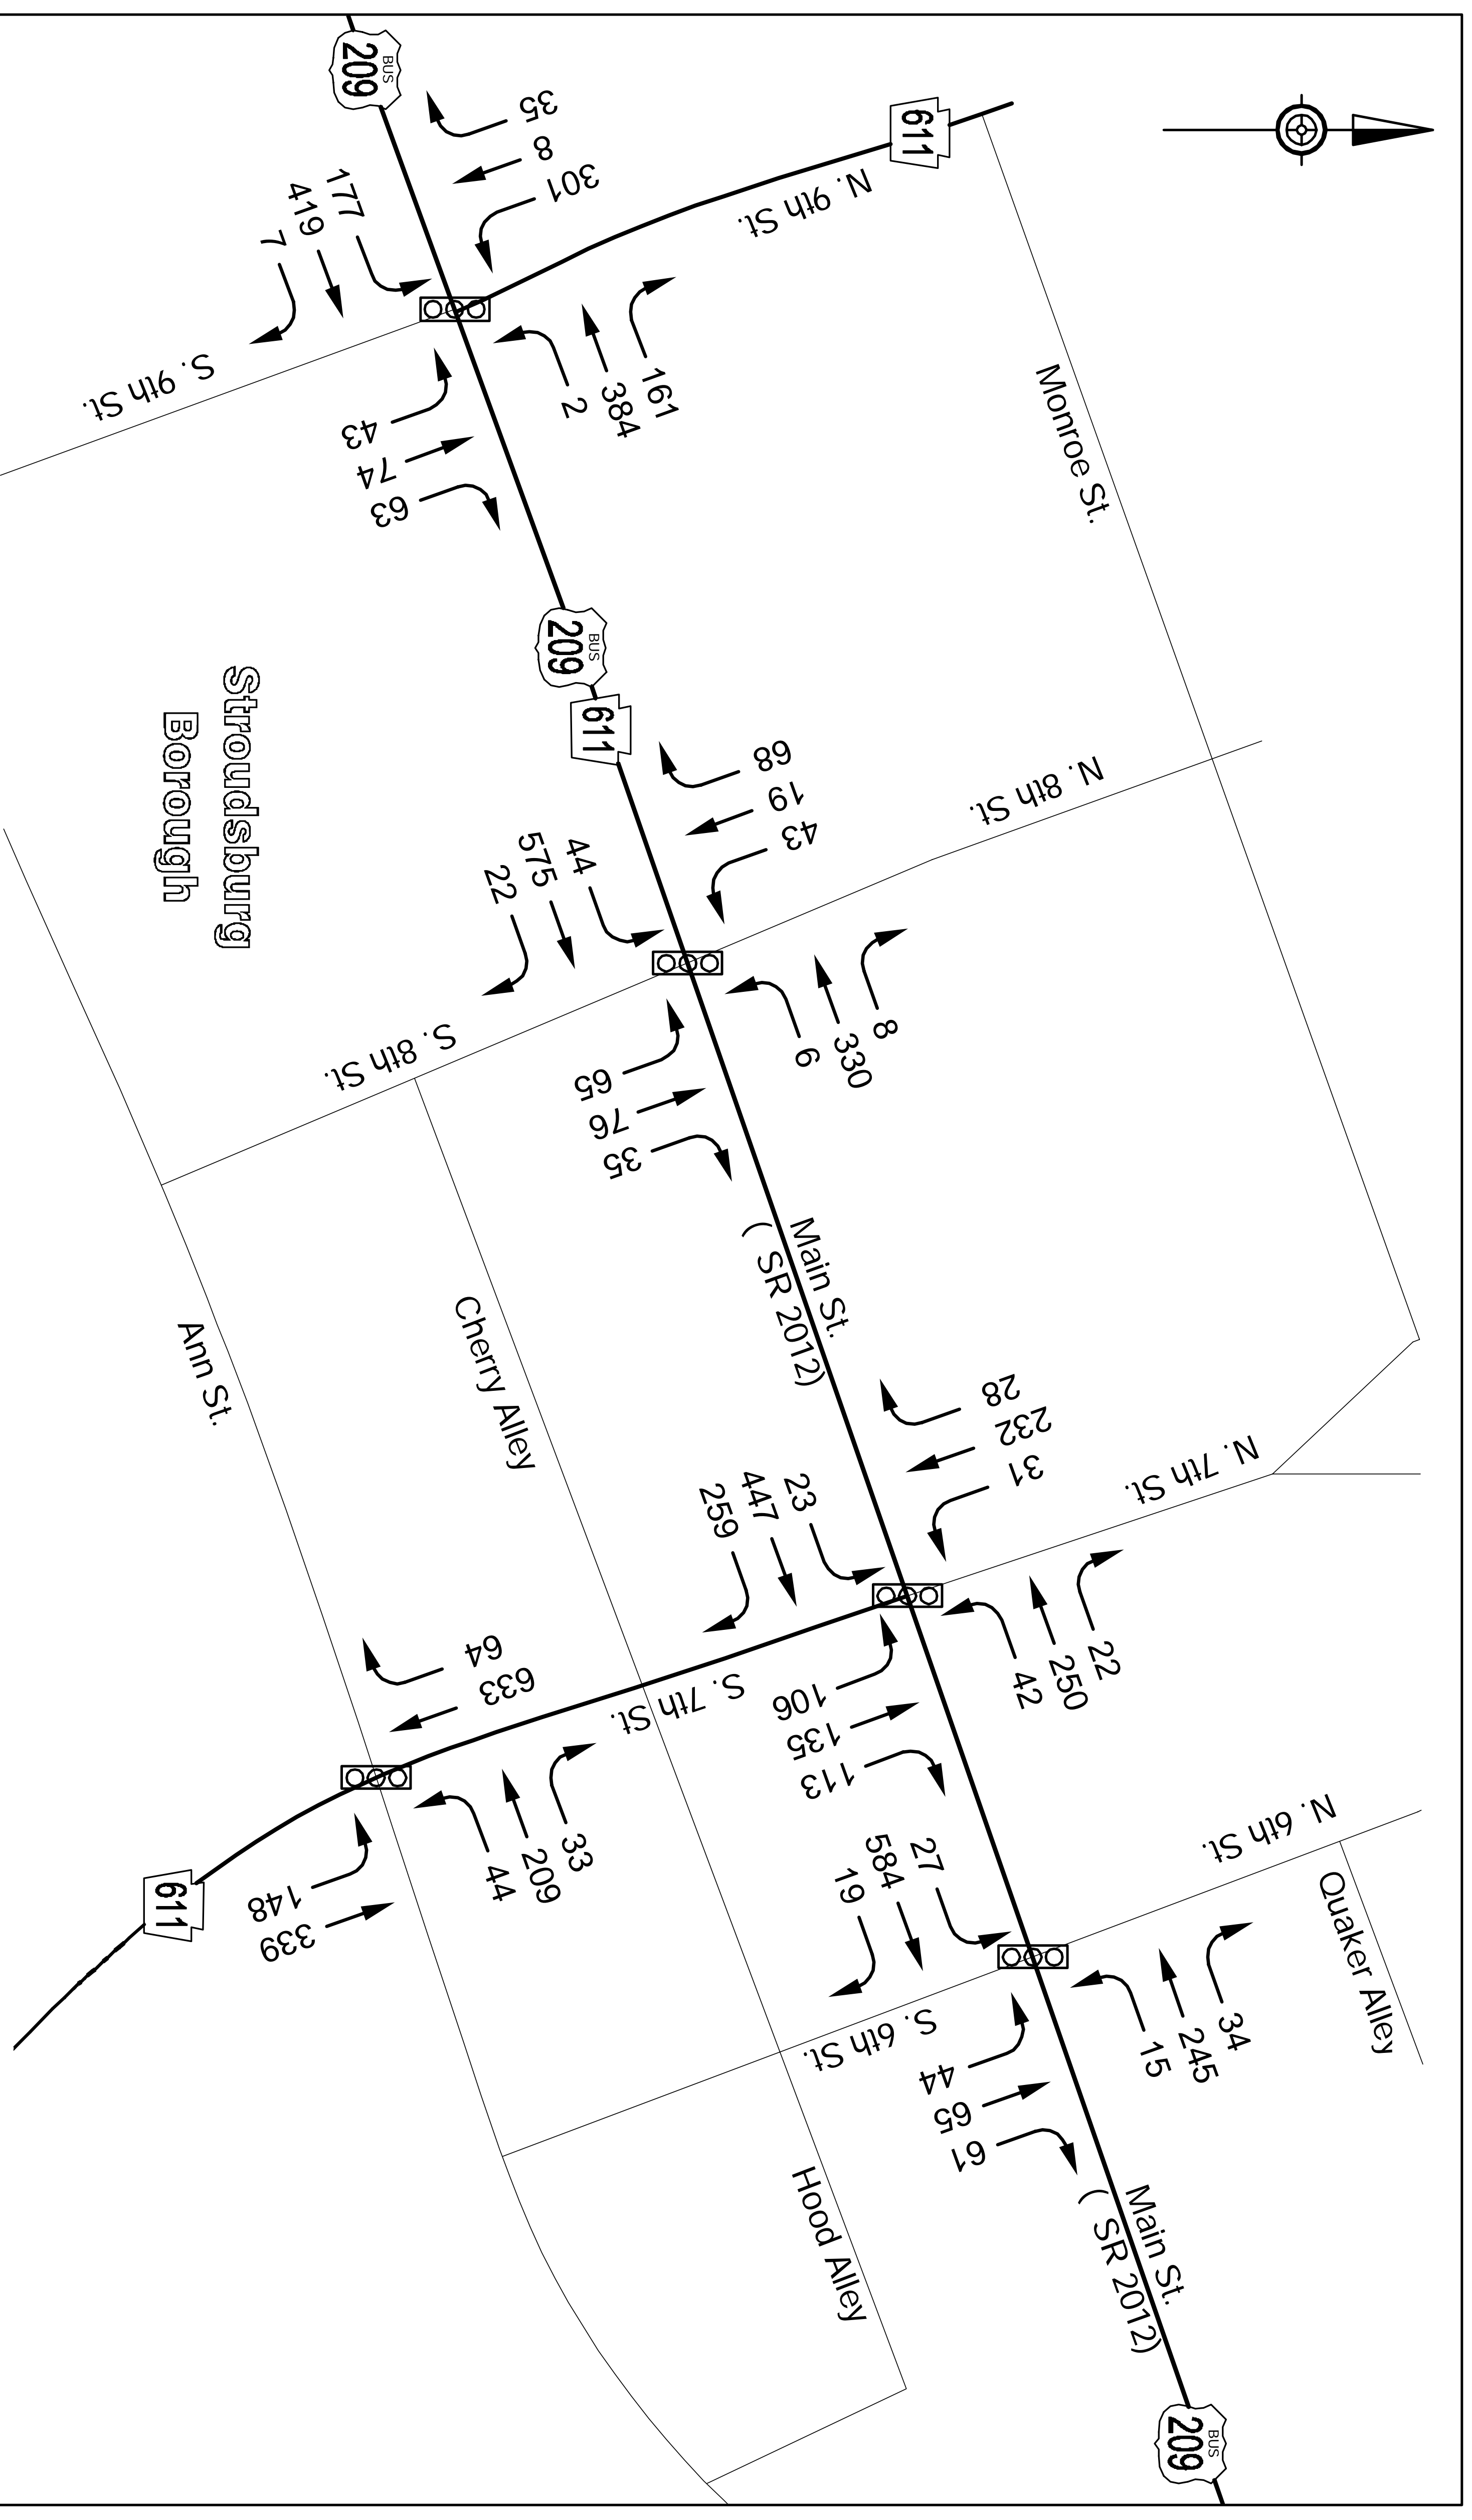 BUS
209
35
8
301
177
419
7
611
N. 9th St.
S. 9th St.
2
384
161
43
74
63
Monroe St.
BUS
209
611
Stroudsburg
Borough
68
19
43
N. 8th St.
44
575
22
S. 8th St.
6
330
8
65
76
35
Main St.
( SR 2012)
Cherry Alley
Ann St.
28
232
31
N. 7th St.
23
447
259
64
633
S. 7th St.
42
250
22
106
135
113
44
209
33
148
339
611
27
584
19
N. 6th St.
Quaker Alley
S. 6th St.
15
245
34
44
65
61
Hood Alley
Main St.
( SR 2012)
BUS
209